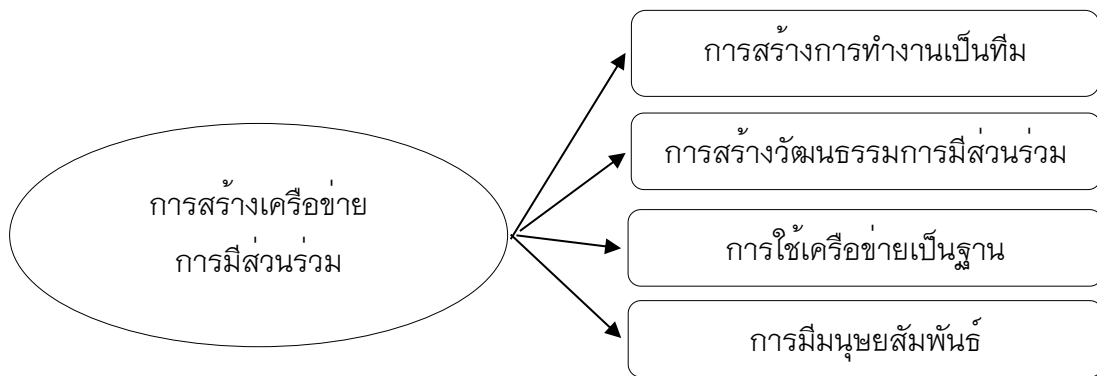 การสร้างเครือข่าย
การมีส่วนร่วม
การสร้างการทำงานเป็นทีม
การสร้างวัฒนธรรมการมีส่วนร่วม
การใช้เครือข่ายเป็นฐาน
การมีมนุษยสัมพันธ์